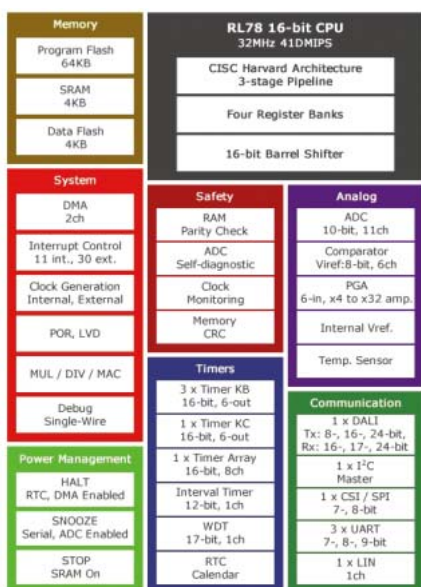 Memory
Program Flash
64KB
SRAM
4KB
Data Flash
4KB
RL78 16-bit CPU
32MHz 41DMIPS
CISC Harvard Architecture
3-stage Pipeline
Four Register Banks
16-bit Barrel Shifter
System
DMA
2ch
Interrupt Control
11 int., 30 ext.
Clock Generation
Internal, External
POR, LVD
MUL / DIV / MAC
Debug
Single-Wire
Safety
RAM
Parity Check
ADC
Self-diagnostic
Clock
Monitoring
Memory
CRC
Analog
ADC
10-bit, 11ch
Comparator
Viref:8-bit, 6ch
PGA
6-in, x4 to x32 amp.
Internal Vref.
Temp. Sensor
Power Management
HALT
RTC, DMA Enabled
SNOOZE
Serial, ADC Enabled
STOP
SRAM On
Timers
3 x Timer KB
16-bit, 6-out
1 x Timer KC
16-bit, 6-out
1 x Timer Array
16-bit, 8ch
Interval Timer
12-bit, 1ch
WDT
17-bit, 1ch
RTC
Calendar
Communication
1 x DALI
Tx: 8-, 16-, 24-bit,
Rx: 16-, 17-, 24-bit
1 x I²C
Master
1 x CSI / SPI
7-, 8-bit
3 x UART
7-, 8-, 9-bit
1 x LIN
1ch